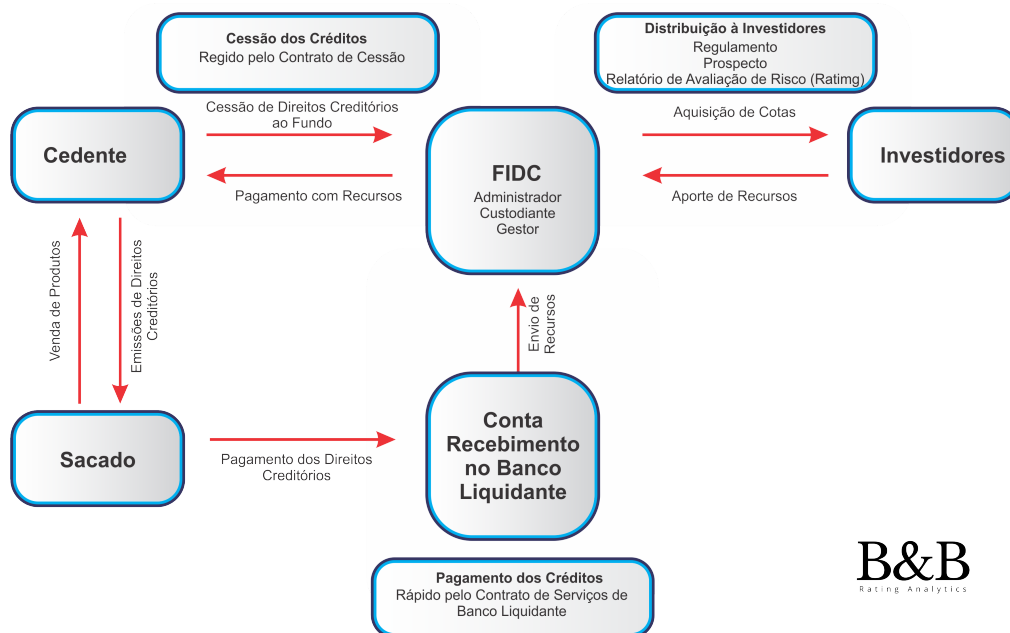 Cessão dos Créditos
Regido pelo Contrato de Cessão
Distribuição à Investidores
Regulamento
Prospecto
Relatório de Avaliação de Risco (Ratimg)
Cedente
Cessão de Direitos Creditórios
ao Fundo
Pagamento com Recursos
FIDC
Administrador
Custodiante
Gestor
Aquisição de Cotas
Aporte de Recursos
Investidores
Venda de Produtos
Emissões de Direitos
Creditórios
Envio de
Recursos
Sacado
Pagamento dos Direitos
Creditórios
Conta
Recebimento
no Banco
Liquidante
Pagamento dos Créditos
Rápido pelo Contrato de Serviços de
Banco Liquidante
B&B
Rating Analytics